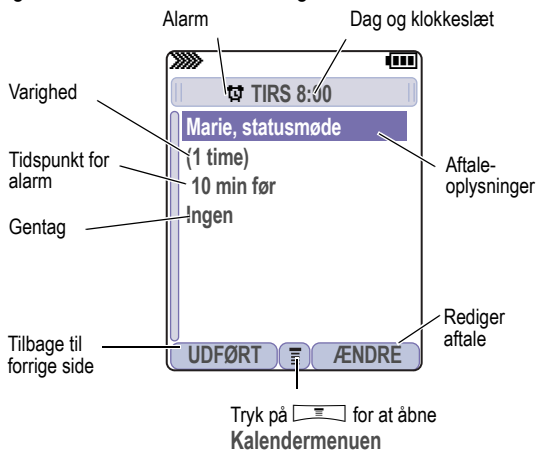 Alarm
Dag og klokkeslæt
TIRS 8:00
Varighed
Marie, statusmøde
(1 time)
Tidspunkt for
alarm
10 min før
Aftale-
oplysninger
Gentag
Ingen
Rediger
aftale
Tilbage til
forrige side
UDFØRT
ÆNDRE
Tryk på for at åbne
Kalendermenuen